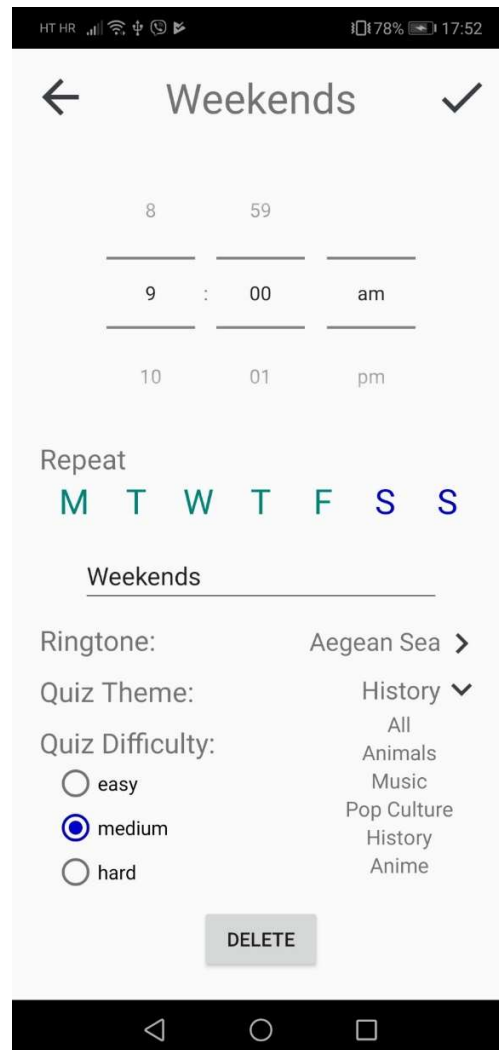 HT HR 78% 17:52
Weekends
8 59
9 : 00 am
10 01 pm
Repeat
M T W T F S S
Weekends
Ringtone: Aegean Sea
Quiz Theme: History
All
Quiz Difficulty:
Animals
easy
Music
Pop Culture
medium
History
hard
Anime
DELETE